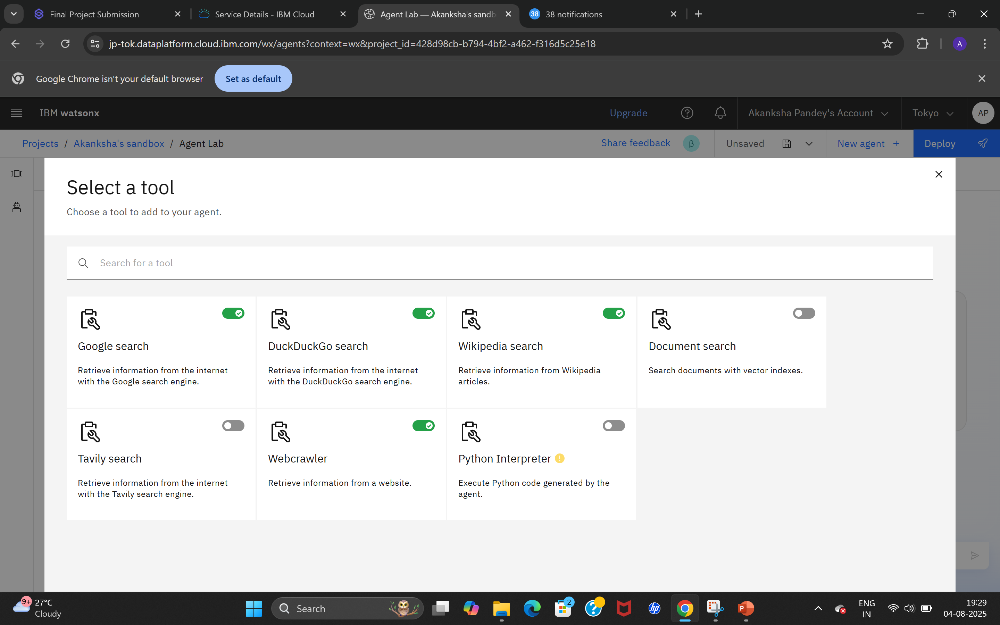 Final Project Submission
Service Details - IBM Cloud
Agent Lab — Akanksha's sandb
38
38 notifications
jp-tok.dataplatform.cloud.ibm.com/wx/agents?context=wx&project_id=428d98cb-b794-4bf2-a462-f316d5c25e18
A
Google Chrome isn't your default browser
Set as default
IBM watsonx
Upgrade
Akanksha Pandey's Account
Tokyo
AP
Projects / Akanksha's sandbox / Agent Lab
Share feedback
β
Unsaved
New agent +
Deploy
Select a tool
Choose a tool to add to your agent.
Search for a tool
Google search
Retrieve information from the internet
with the Google search engine.
DuckDuckGo search
Retrieve information from the internet
with the DuckDuckGo search engine.
Wikipedia search
Retrieve information from Wikipedia
articles.
Document search
Search documents with vector indexes.
Tavily search
Retrieve information from the internet
with the Tavily search engine.
Webcrawler
Retrieve information from a website.
Python Interpreter
Execute Python code generated by the
agent.
9+
27°C
Cloudy
Search
2
hp
P
ENG
IN
19:29
04-08-2025